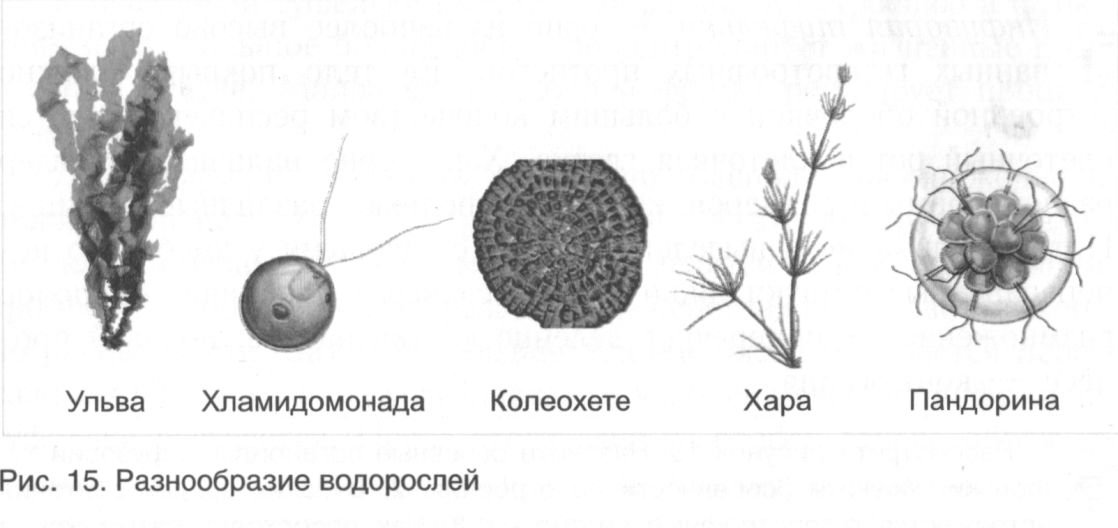 Ульва Хламидомонада Колеохете Хара Пандорина
Рис. 15. Разнообразие водорослей